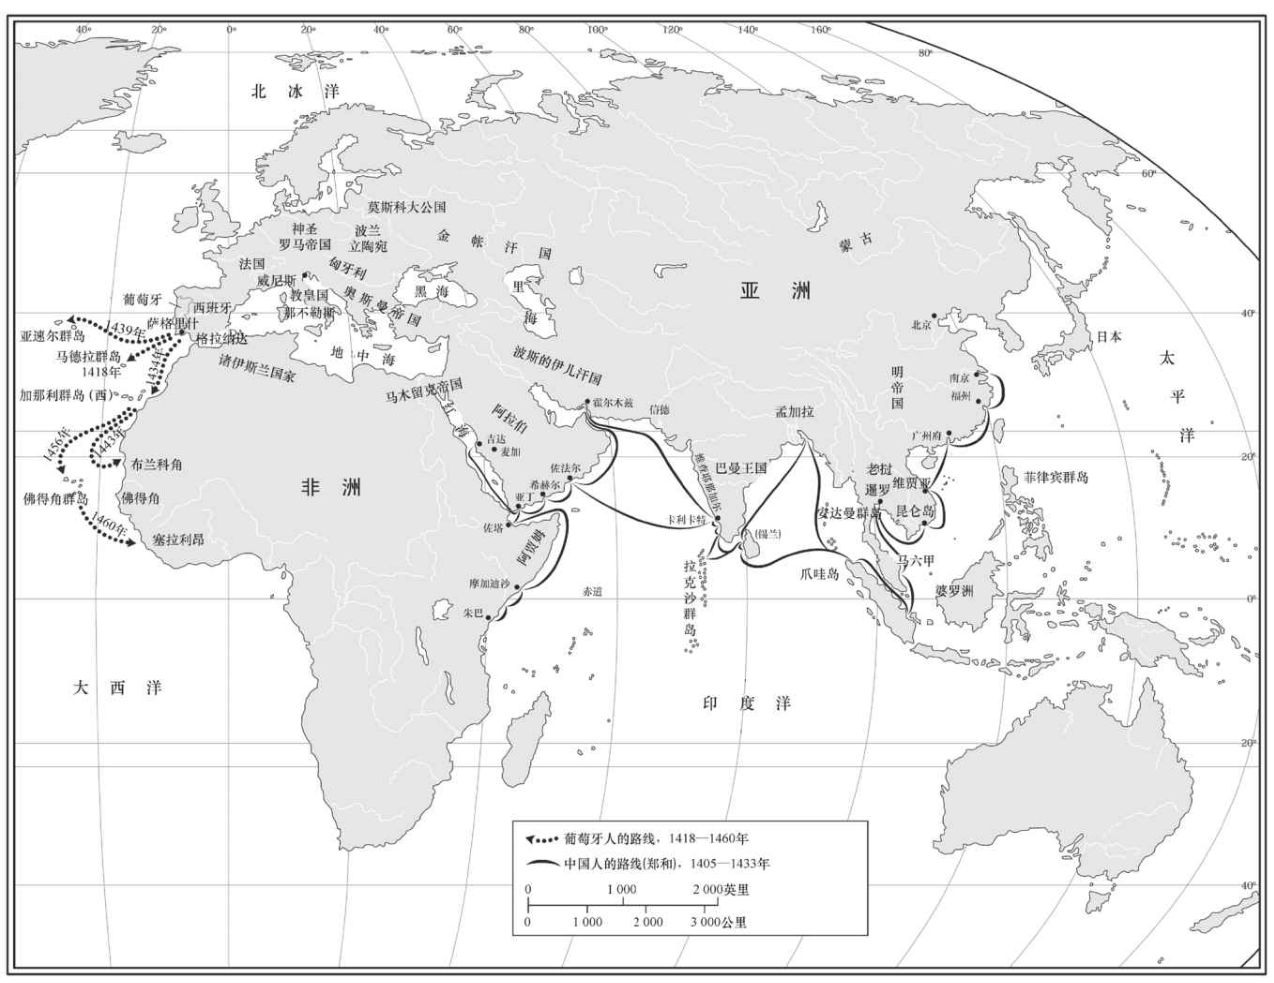 40° 20° 0° 20° 40° 60° 80° 100° 120° 140° 160°
80°
北冰洋
60°
莫斯科大公国
神圣
罗马帝国
波兰
立陶宛
金帐汗国
蒙古
法国
匈牙利
威尼斯
教皇国
那不勒斯
奥斯曼帝国
黑海
里海
亚洲
葡萄牙
西班牙
萨格里什
格拉纳达
1439年
亚速尔群岛
马德拉群岛
1418年
1434年
加那利群岛(西)
诸伊斯兰国家
地中海
马木留克帝国
波斯的伊儿汗国
北京
40°
日本
太平洋
明帝国
南京
福州
广州府
霍尔木兹
信德
孟加拉
红海
阿拉伯
吉达
麦加
1456年
1443年
布兰科角
非洲
佐法尔
希赫尔
亚丁
佐塔
维查耶那加尔
巴曼王国
老挝
暹罗
维贾亚
20°
菲律宾群岛
佛得角群岛
佛得角
1460年
塞拉利昂
阿贾姆
卡利卡特
(锡兰)
安达曼群岛
昆仑岛
马六甲
爪哇岛
拉克沙群岛
婆罗洲
摩加迪沙
朱巴
赤道
0°
大西洋
印度洋
20°
葡萄牙人的路线,1418—1460年
中国人的路线(郑和),1405—1433年
0 1 000 2 000英里
0 1 000 2 000 3 000公里
40°